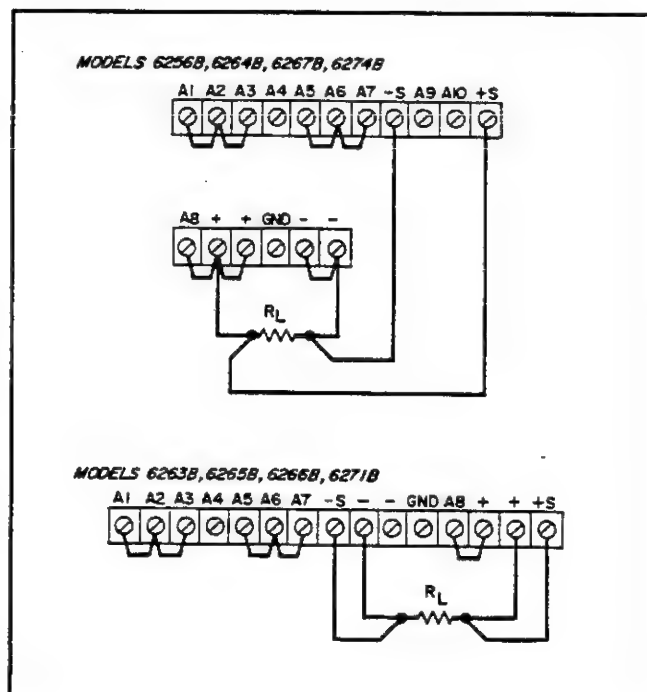 MODELS 6256B, 6264B, 6267B, 6274B
A1 A2 A3 A4 A5 A6 A7 -S A9 A10 +S
A8 + + GND - -
RL
MODELS 6263B, 6265B, 6266B, 6271B
A1 A2 A3 A4 A5 A6 A7 -S - - GND A8 + + +S
RL